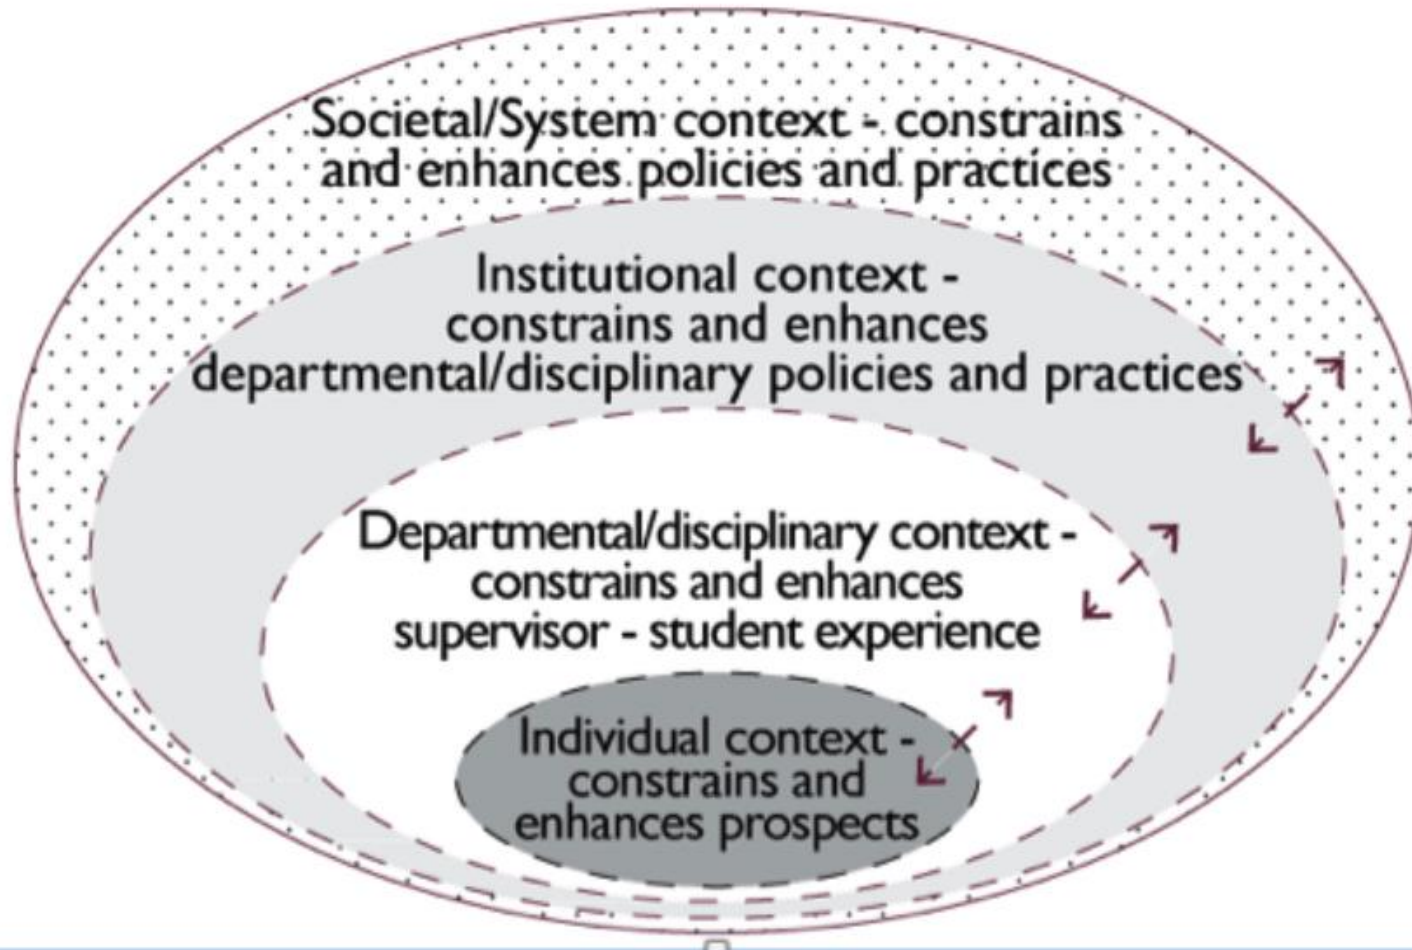 Societal/System context - constrains
and enhances policies and practices
Institutional context -
constrains and enhances
departmental/disciplinary policies and practices
Departmental/disciplinary context -
constrains and enhances
supervisor - student experience
Individual context -
constrains and
enhances prospects